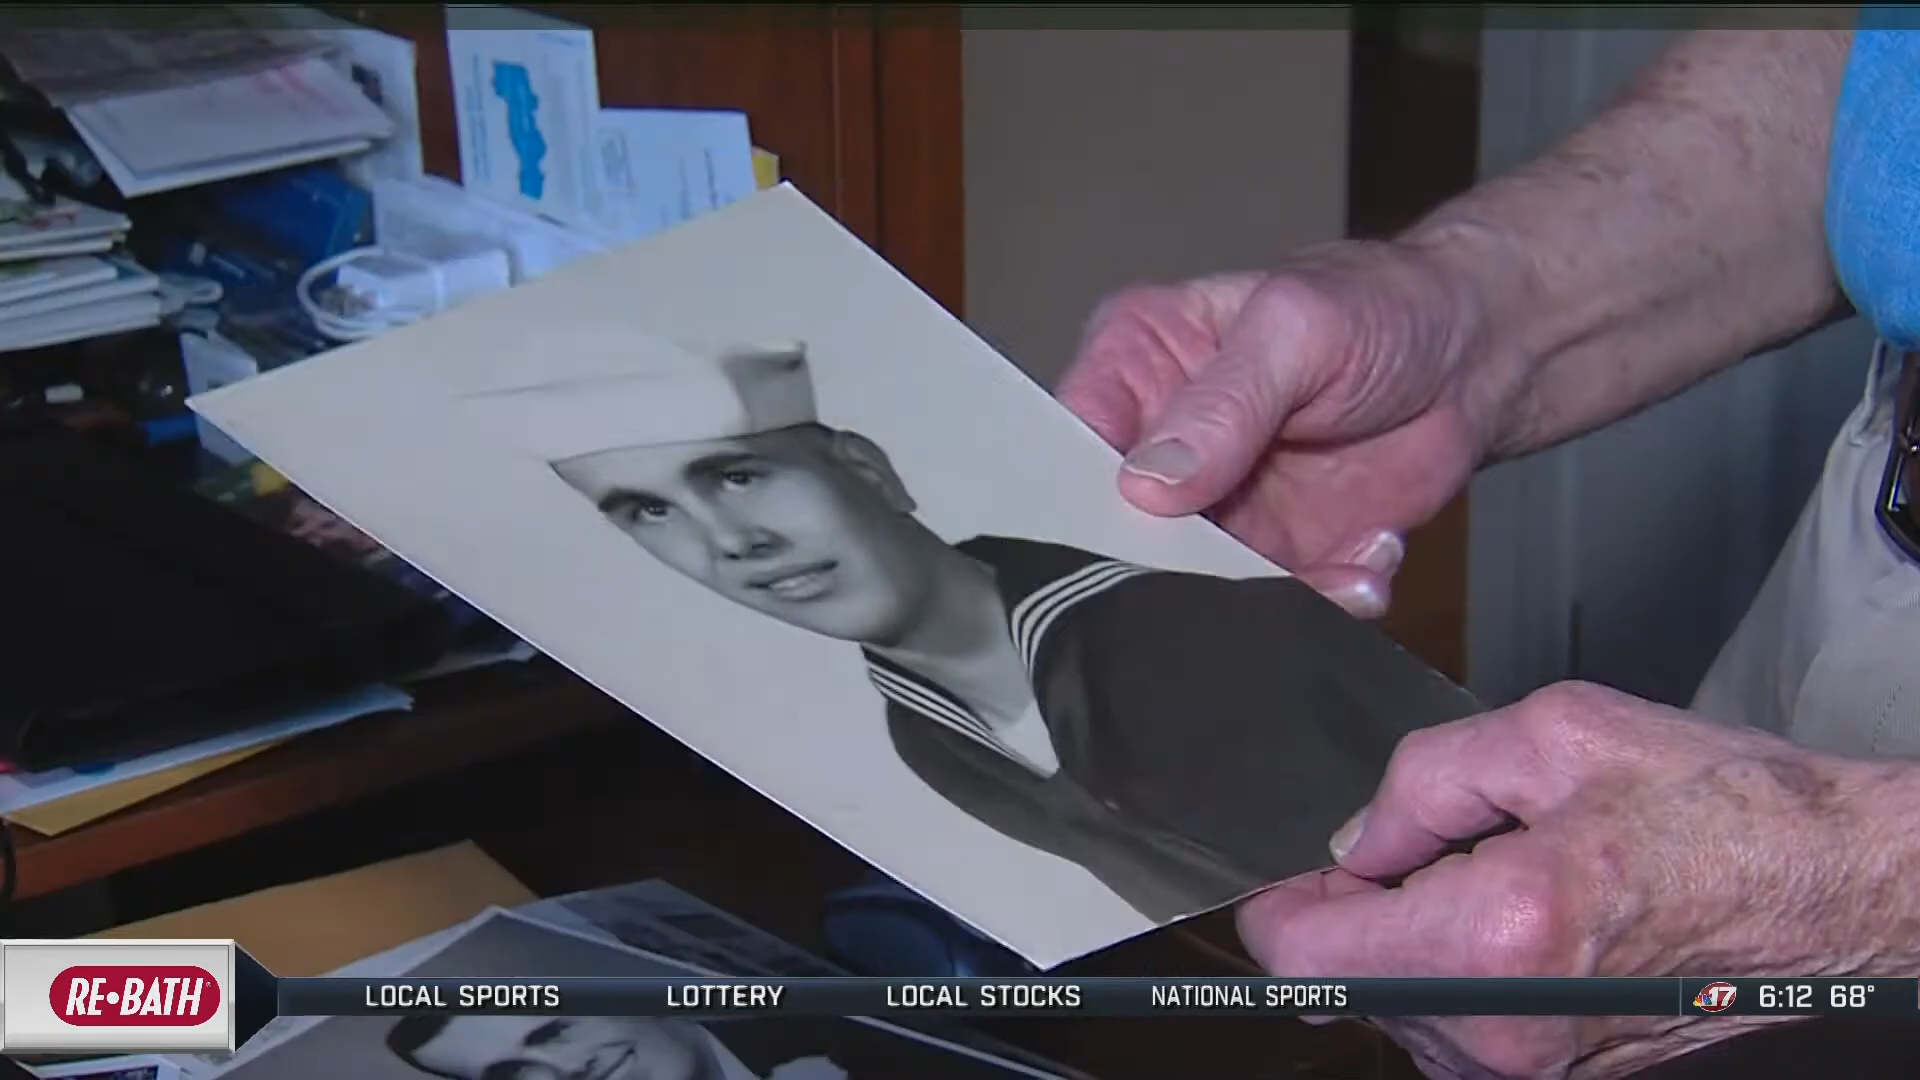 RE•BATH®
LOCAL SPORTS LOTTERY LOCAL STOCKS NATIONAL SPORTS 17 6:12 68°